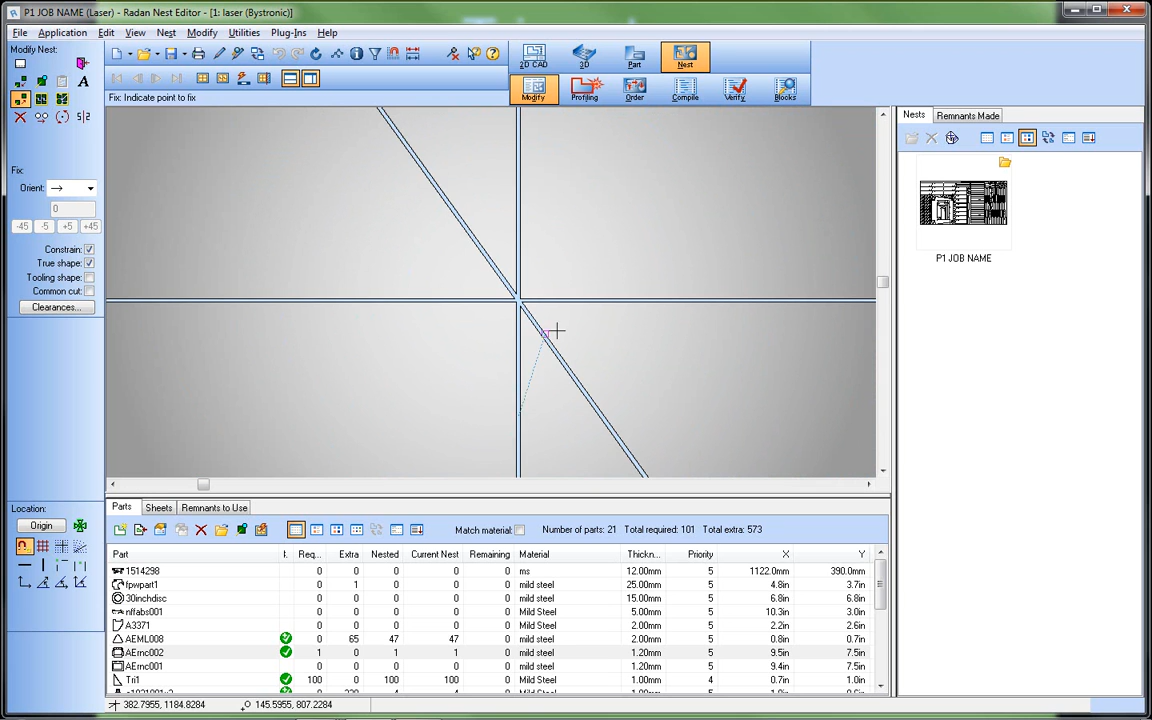 P1 JOB NAME (Laser) - Radan Nest Editor - [1: laser (Bystronic)]
File Application Edit View Nest Modify Utilities Plug-Ins Help
Modify Nest:
2D CAD 3D Part Nest
Modify Profiling Order Compile Verify Blocks
Fix: Indicate point to fix
Nests Remnants Made
P1 JOB NAME
Fix:
Orient:
0
-45 -5 +5 +45
Constrain:
True shape:
Tooling shape:
Common cut:
Clearances...
Location:
Origin
Parts Sheets Remnants to Use
Match material: Number of parts: 21 Total required: 101 Total extra: 573
Part Req... Extra Nested Current Nest Remaining Material Thickn... Priority X Y
1514298 0 0 0 0 0 ms 12.00mm 5 1122.0mm 390.0mm
fpwpart1 0 1 0 0 0 mild steel 25.00mm 5 4.8in 3.7in
30inchdisc 0 0 0 0 0 mild steel 15.00mm 5 6.8in 6.8in
nffabs001 0 0 0 0 0 Mild Steel 5.00mm 5 10.3in 3.0in
A3371 0 0 0 0 0 Mild Steel 2.00mm 5 2.2in 2.6in
AEML008 0 65 47 47 0 mild steel 2.00mm 5 0.8in 0.7in
AErnc002 1 0 1 1 0 mild steel 1.20mm 5 9.5in 7.5in
AErnc001 0 0 0 0 0 mild steel 1.20mm 5 9.4in 7.5in
Tri1 100 0 100 100 0 Mild Steel 1.00mm 4 0.7in 1.0in
382.7955, 1184.8284 145.5955, 807.2284